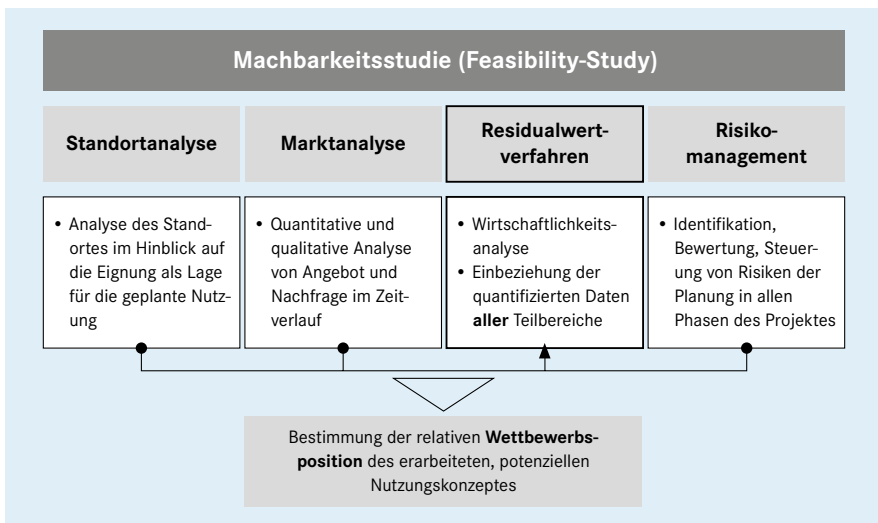 Machbarkeitsstudie (Feasibility-Study)
Standortanalyse
Marktanalyse
Residualwert-
verfahren
Risiko-
management
• Analyse des Stand-
ortes im Hinblick auf
die Eignung als Lage
für die geplante Nutz-
ung
• Quantitative und
qualitative Analyse
von Angebot und
Nachfrage im Zeit-
verlauf
• Wirtschaftlichkeits-
analyse
• Einbeziehung der
quantifizierten Daten
aller Teilbereiche
• Identifikation,
Bewertung, Steuer-
ung von Risiken der
Planung in allen
Phasen des Projektes
Bestimmung der relativen Wettbewerbs-
position des erarbeiteten, potenziellen
Nutzungskonzeptes